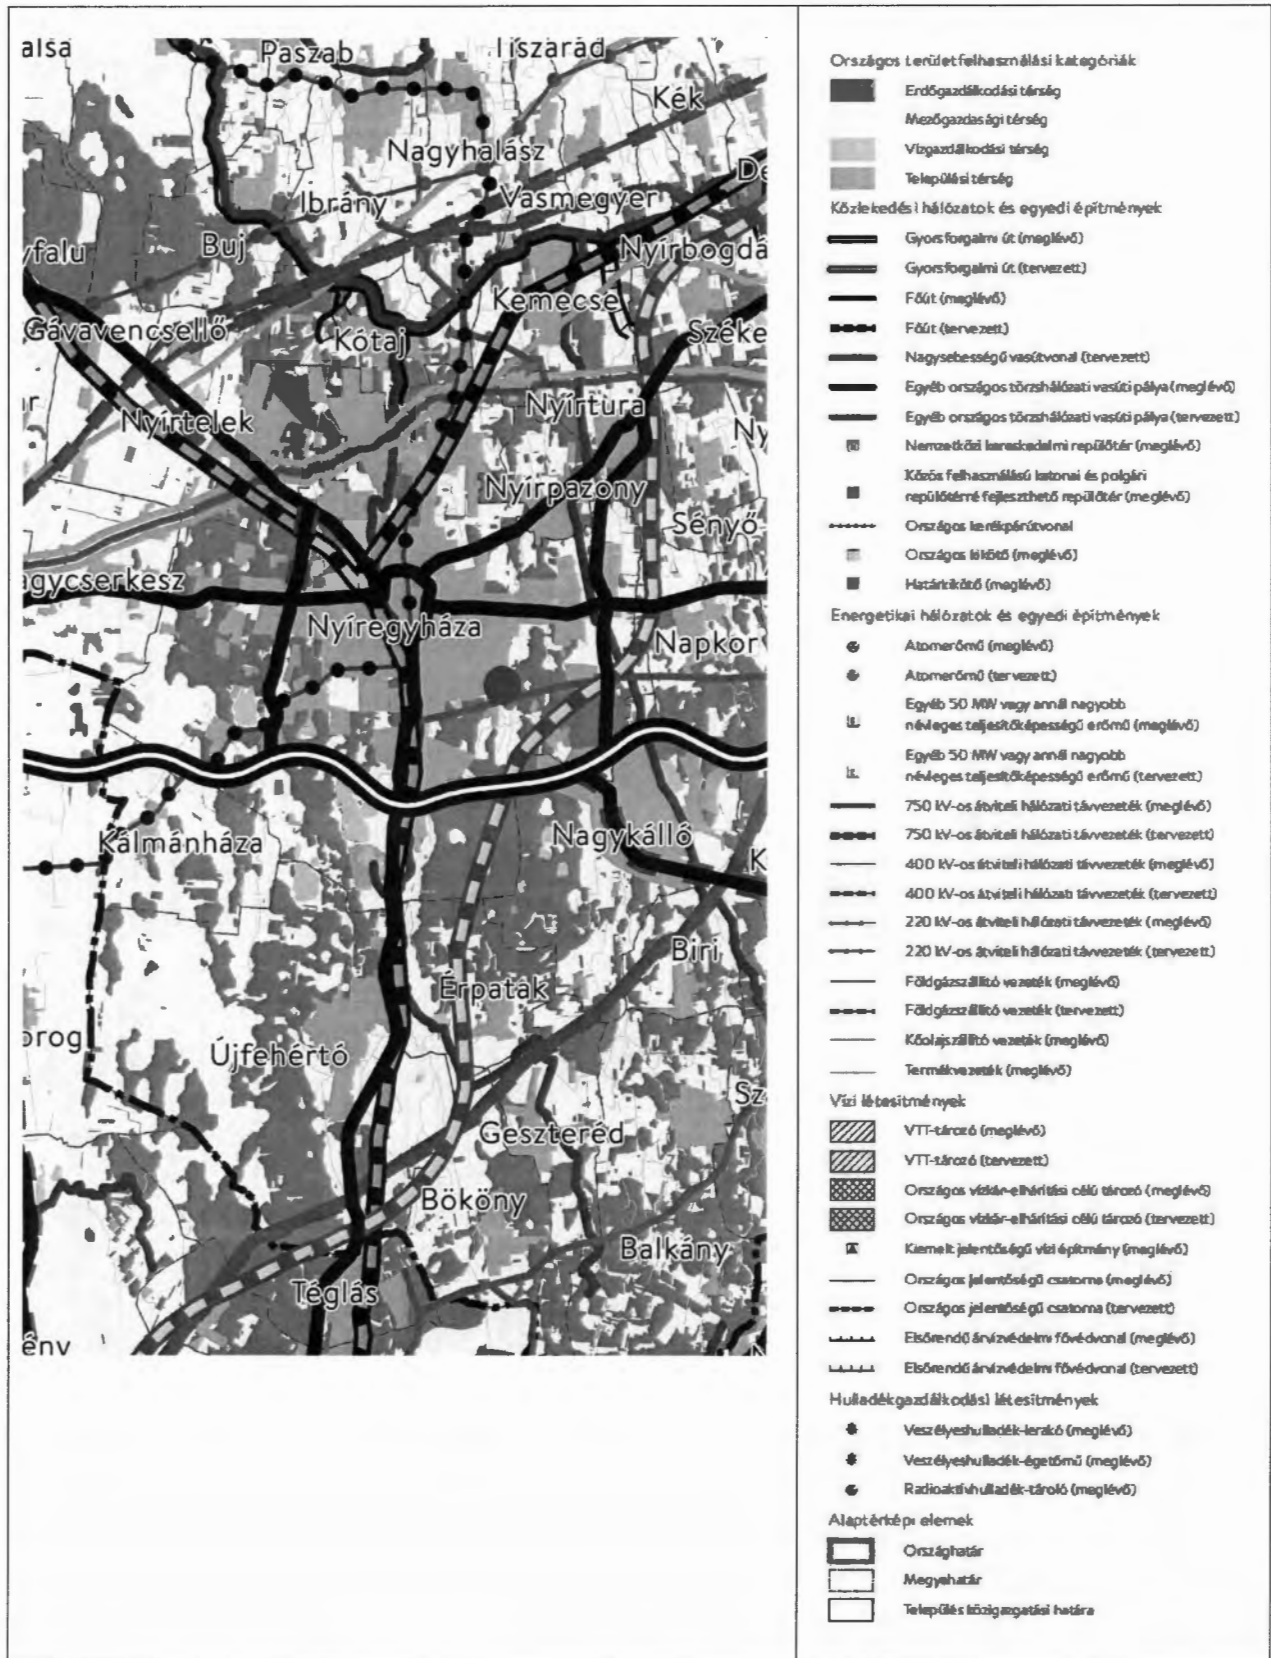 alsa
Paszab
Tiszarád
Kék
Nagyhalász
De
Ibrány
Vasmegyer
Buj
yfalu
Nyírbogdá
Kemecse
Gávavencsellő
Kótaj
Széke
Nyírtelek
Nyírtura
Ny
Nyírpazony
Sényő
agycserkesz
Nyíregyháza
Napkor
Kálmánháza
Nagykálló
K
Biri
Érpatak
orog
Újfehértó
Sz
Geszteréd
Bököny
Balkány
Téglás
ény
Országos területfelhasználási kategóriák
Erdőgazdálkodási térség
Mezőgazdasági térség
Vízgazdálkodási térség
Települési térség
Közlekedési hálózatok és egyedi építmények
Gyorsforgalmi út (meglévő)
Gyorsforgalmi út (tervezett)
Főút (meglévő)
Főút (tervezett)
Nagysebességű vasútvonal (tervezett)
Egyéb országos törzshálózati vasúti pálya (meglévő)
Egyéb országos törzshálózati vasúti pálya (tervezett)
Nemzetközi kereskedelmi repülőtér (meglévő)
Közös felhasználású katonai és polgári
repülőtérré fejleszthető repülőtér (meglévő)
Országos kerékpárútvonal
Országos kikötő (meglévő)
Határkikötő (meglévő)
Energetikai hálózatok és egyedi építmények
Atomerőmű (meglévő)
Atomerőmű (tervezett)
Egyéb 50 MW vagy annál nagyobb
névleges teljesítőképességű erőmű (meglévő)
Egyéb 50 MW vagy annál nagyobb
névleges teljesítőképességű erőmű (tervezett)
750 kV-os átviteli hálózati távvezeték (meglévő)
750 kV-os átviteli hálózati távvezeték (tervezett)
400 kV-os átviteli hálózati távvezeték (meglévő)
400 kV-os átviteli hálózati távvezeték (tervezett)
220 kV-os átviteli hálózati távvezeték (meglévő)
220 kV-os átviteli hálózati távvezeték (tervezett)
Földgázszállító vezeték (meglévő)
Földgázszállító vezeték (tervezett)
Kőolajszállító vezeték (meglévő)
Termékvezeték (meglévő)
Vízi létesítmények
VTT-tározó (meglévő)
VTT-tározó (tervezett)
Országos vízkár-elhárítási célú tározó (meglévő)
Országos vízkár-elhárítási célú tározó (tervezett)
Kiemelt jelentőségű vízi építmény (meglévő)
Országos jelentőségű csatorna (meglévő)
Országos jelentőségű csatorna (tervezett)
Elsőrendű árvízvédelmi fővédvonal (meglévő)
Elsőrendű árvízvédelmi fővédvonal (tervezett)
Hulladékgazdálkodási létesítmények
Veszélyeshulladék-lerakó (meglévő)
Veszélyeshulladék-égetőmű (meglévő)
Radioaktívhulladék-tároló (meglévő)
Alaptérképi elemek
Országhatár
Megyehatár
Település közigazgatási határa